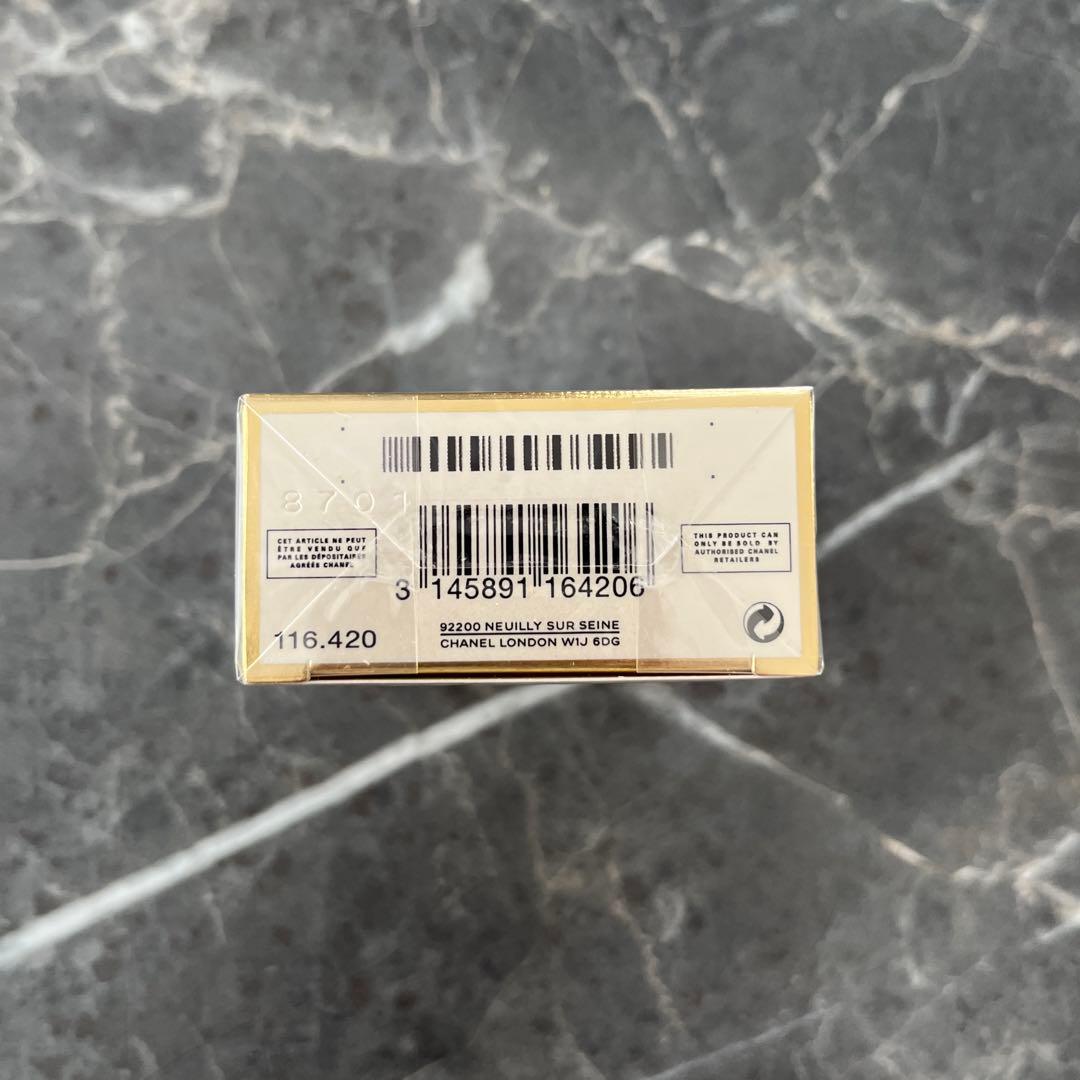 8701
CET ARTICLE NE PEUT
ÊTRE VENDU QUE
PAR LES DÉPOSITAIRES
AGRÉÉS CHANEL
THIS PRODUCT CAN
ONLY BE SOLD BY
AUTHORISED CHANEL
RETAILERS
3 145891 164206
116.420
92200 NEUILLY SUR SEINE
CHANEL LONDON W1J 6DG